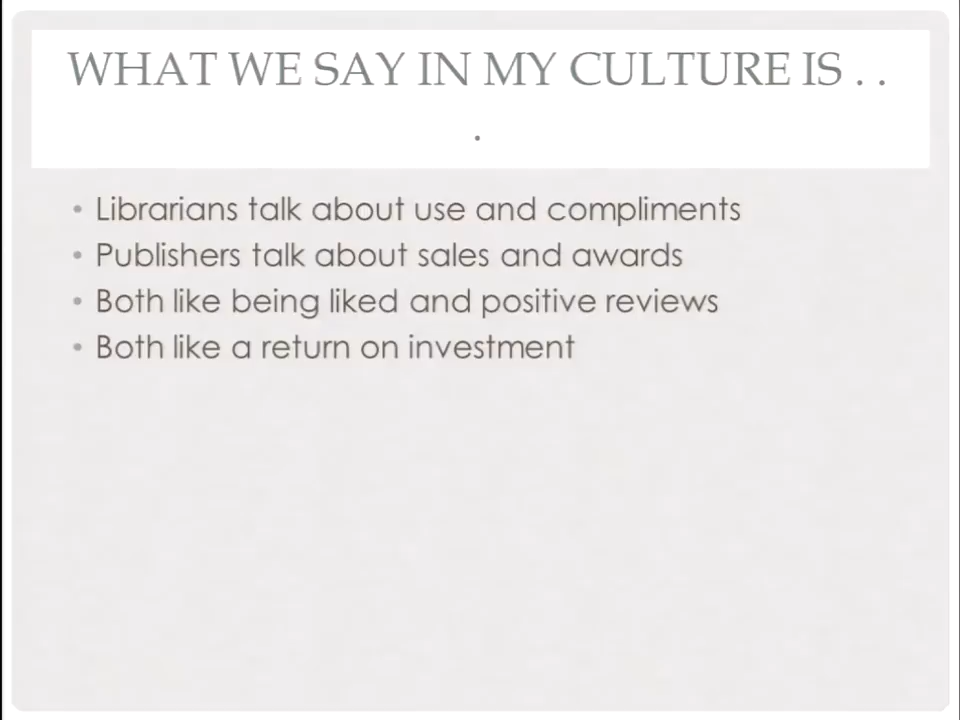 WHAT WE SAY IN MY CULTURE IS . .
.
• Librarians talk about use and compliments
• Publishers talk about sales and awards
• Both like being liked and positive reviews
• Both like a return on investment